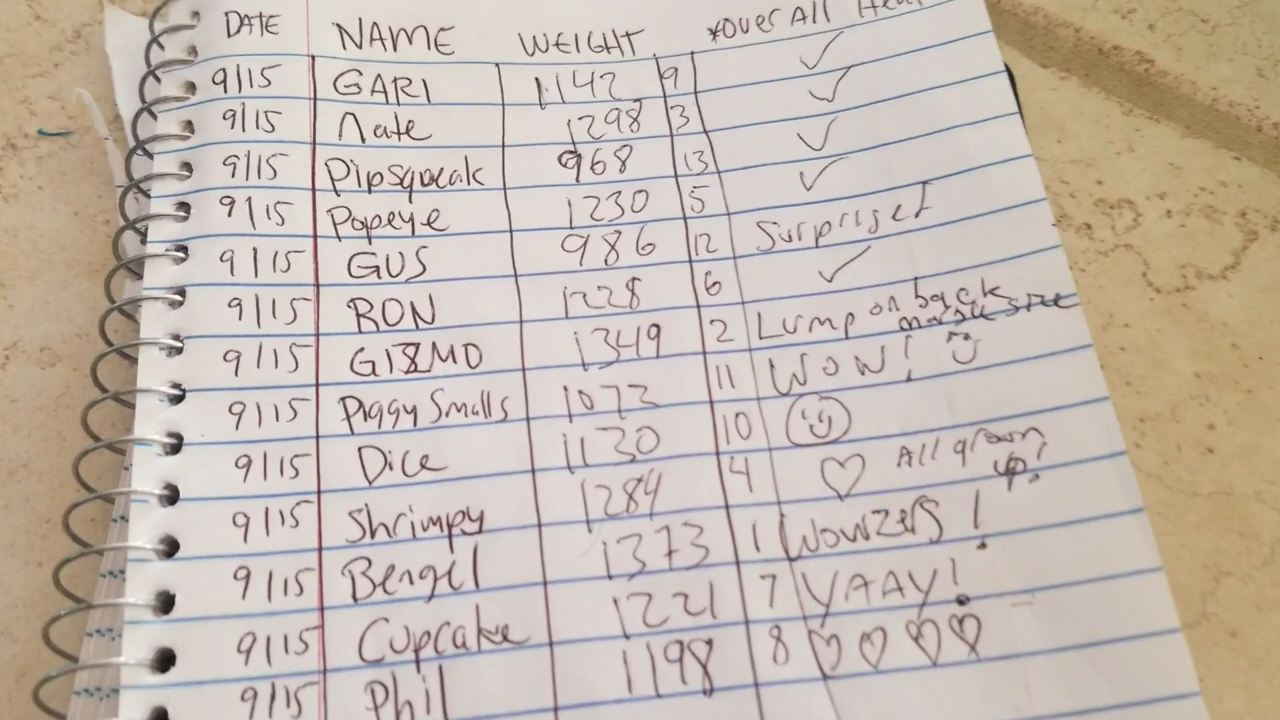 DATE NAME WEIGHT *Over All
9/15 GARI 1142 9 ✓
9/15 Nate 1298 3 ✓
9/15 Pipsqueak 968 13 ✓
9/15 Popeye 1230 5 ✓
9/15 GUS 986 12 Surprised
9/15 RON 1228 6 ✓
9/15 GIZMO 1349 2 Lump on back
9/15 Piggy Smalls 1073 11 WOW!
9/15 Dice 1130 10
9/15 Shrimpy 1284 4 ♡ All grown up!
9/15 Bengel 1373 1 Wowzers!
9/15 Cupcake 1221 7 YAAY!
9/15 Phil 1198 8 ♡ ♡ ♡ ♡